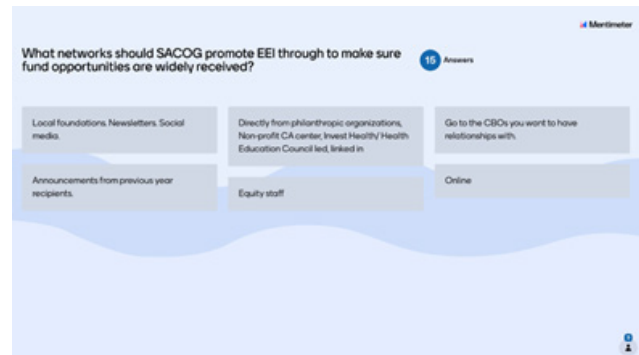 Mentimeter
What networks should SACOG promote EEI through to make sure
fund opportunities are widely received?
15 Answers
Local foundations. Newsletters. Social
media.
Directly from philanthropic organizations,
Non-profit CA center, Invest Health/ Health
Education Council led, linked in
Go to the CBOs you want to have
relationships with.
Announcements from previous year
recipients.
Equity staff
Online